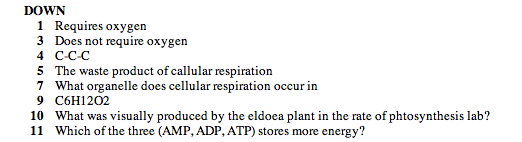 DOWN
1 Requires oxygen
3 Does not require oxygen
4 C-C-C
5 The waste product of callular respiration
7 What organelle does cellular respiration occur in
9 C6H12O2
10 What was visually produced by the eldoea plant in the rate of phtosynthesis lab?
11 Which of the three (AMP, ADP, ATP) stores more energy?